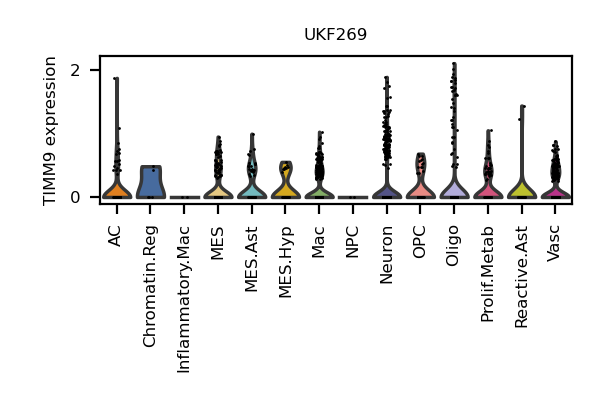 UKF269
TIMM9 expression
2
0
AC
Chromatin.Reg
Inflammatory.Mac
MES
MES.Ast
MES.Hyp
Mac
NPC
Neuron
OPC
Oligo
Prolif.Metab
Reactive.Ast
Vasc